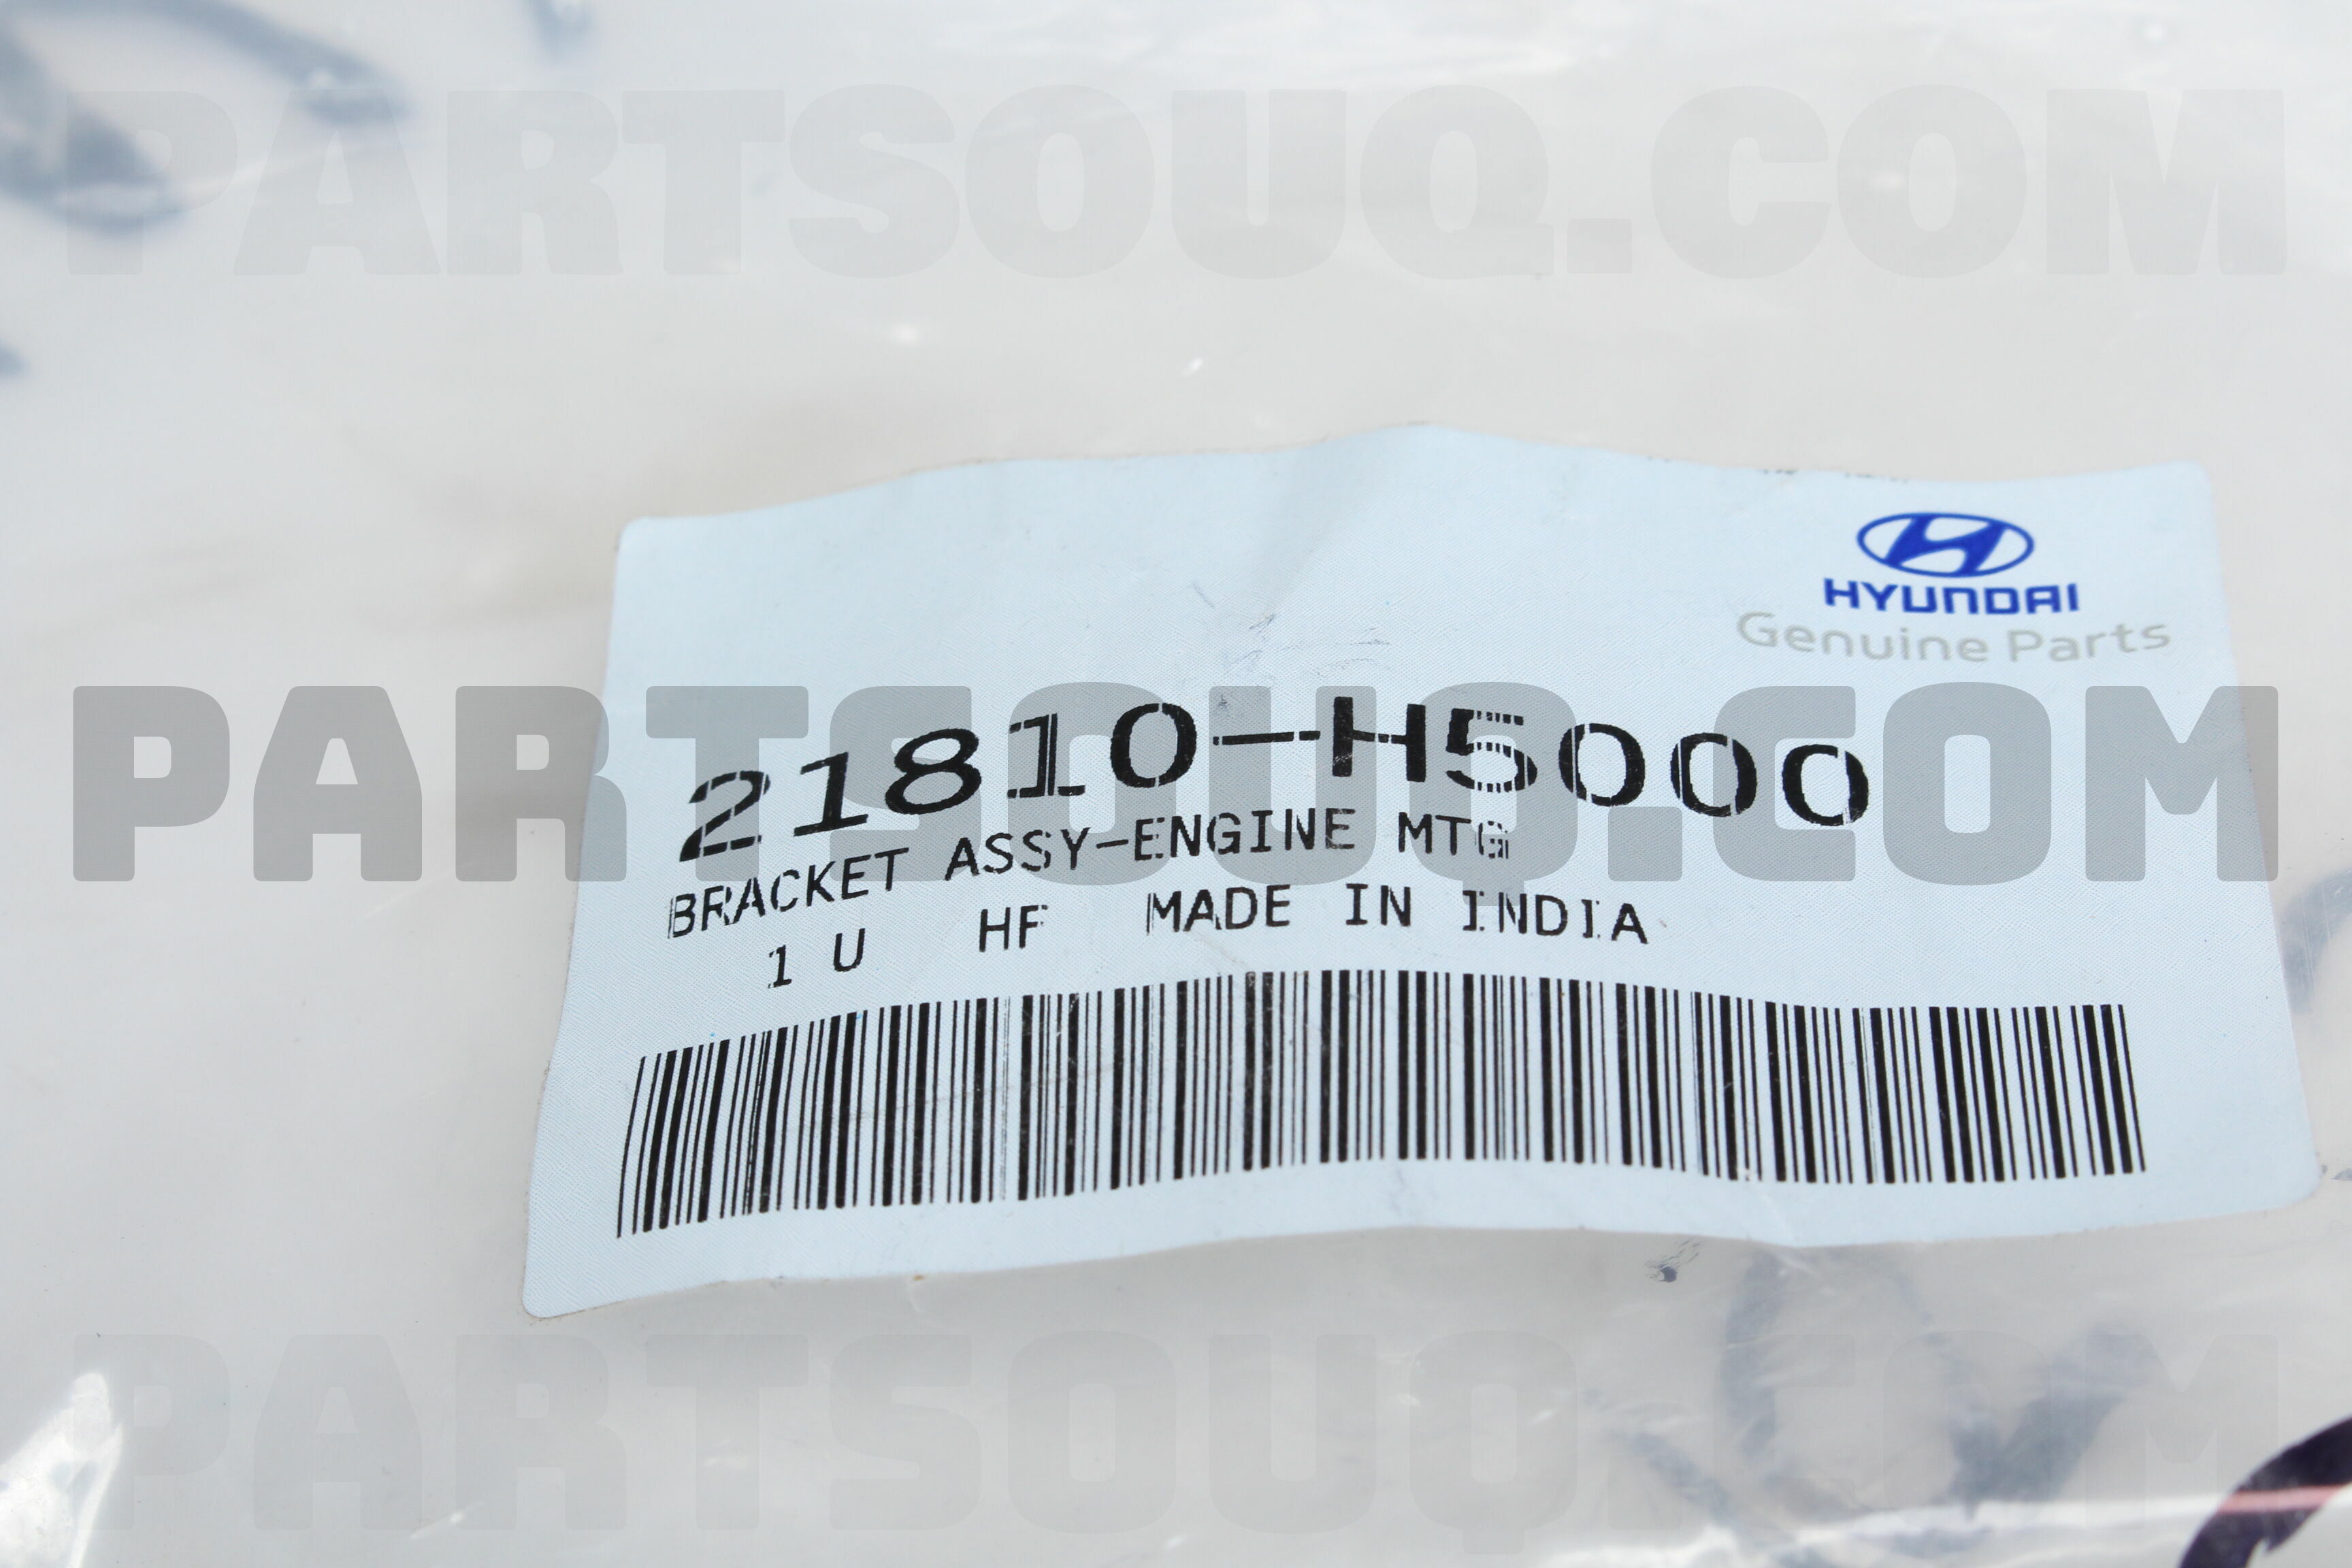 PARTSOUQ.COM
HYUNDAI
Genuine Parts
PARTSOUQ.COM
21810-H5000
BRACKET ASSY-ENGINE MTG
1 U HF MADE IN INDIA
PARTSOUQ.COM